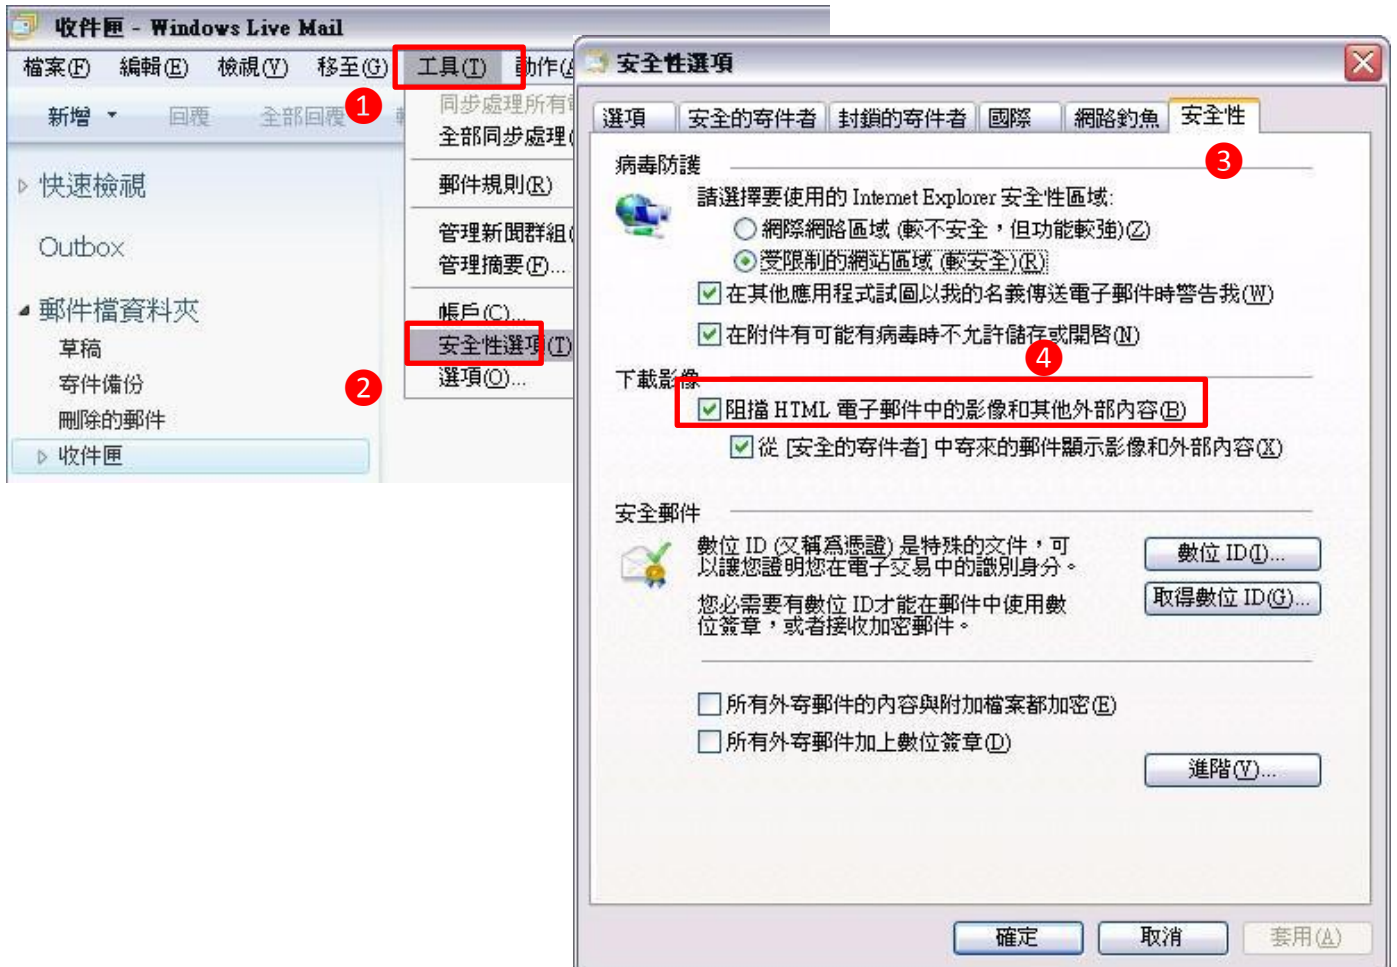 收件匣 - Windows Live Mail
檔案(F) 編輯(E) 檢視(V) 移至(G) 工具(T) 動作(A
新增 回覆 全部回覆
1
同步處理所有
全部同步處理(
郵件規則(R)
管理新聞群組(
管理摘要(F)...
帳戶(C)...
安全性選項(T)
選項(O)...
2
快速檢視
Outbox
郵件檔資料夾
草稿
寄件備份
刪除的郵件
收件匣
安全性選項
選項 安全的寄件者 封鎖的寄件者 國際 網路釣魚 安全性
3
病毒防護
請選擇要使用的 Internet Explorer 安全性區域:
網際網路區域 (較不安全，但功能較強)(Z)
受限制的網站區域 (較安全)(R)
在其他應用程式試圖以我的名義傳送電子郵件時警告我(W)
在附件有可能有病毒時不允許儲存或開啟(N)
4
下載影像
阻擋 HTML 電子郵件中的影像和其他外部內容(B)
從 [安全的寄件者] 中寄來的郵件顯示影像和外部內容(X)
安全郵件
數位 ID (又稱為憑證) 是特殊的文件，可
以讓您證明您在電子交易中的識別身分。
數位 ID(I)...
您必需要有數位 ID才能在郵件中使用數
位簽章，或者接收加密郵件。
取得數位 ID(G)...
所有外寄郵件的內容與附加檔案都加密(E)
所有外寄郵件加上數位簽章(D)
進階(V)...
確定 取消 套用(A)